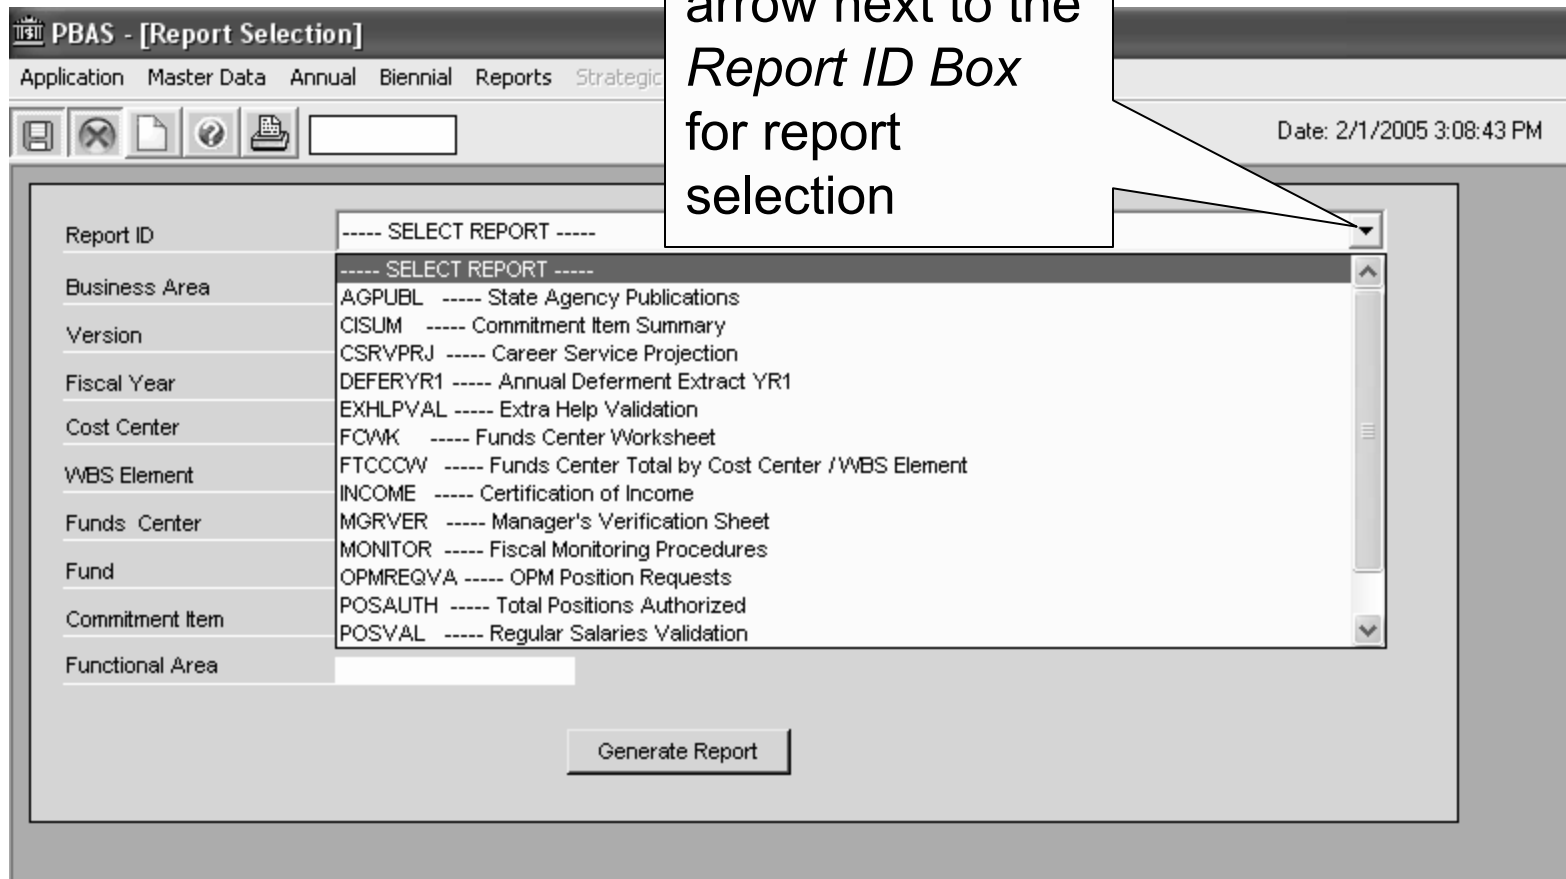 PBAS - [Report Selection]
Application Master Data Annual Biennial Reports Strategic
Date: 2/1/2005 3:08:43 PM
arrow next to the
Report ID Box
for report
selection
Report ID
----- SELECT REPORT -----
----- SELECT REPORT -----
AGPUBL ----- State Agency Publications
CISUM ----- Commitment Item Summary
CSRVPRJ ----- Career Service Projection
DEFERYR1 ----- Annual Deferment Extract YR1
EXHLPVAL ----- Extra Help Validation
FCWK ----- Funds Center Worksheet
FTCCCW ----- Funds Center Total by Cost Center / WBS Element
INCOME ----- Certification of Income
MGRVER ----- Manager's Verification Sheet
MONITOR ----- Fiscal Monitoring Procedures
OPMREQVA ----- OPM Position Requests
POSAUTH ----- Total Positions Authorized
POSVAL ----- Regular Salaries Validation
Business Area
Version
Fiscal Year
Cost Center
WBS Element
Funds Center
Fund
Commitment Item
Functional Area
Generate Report